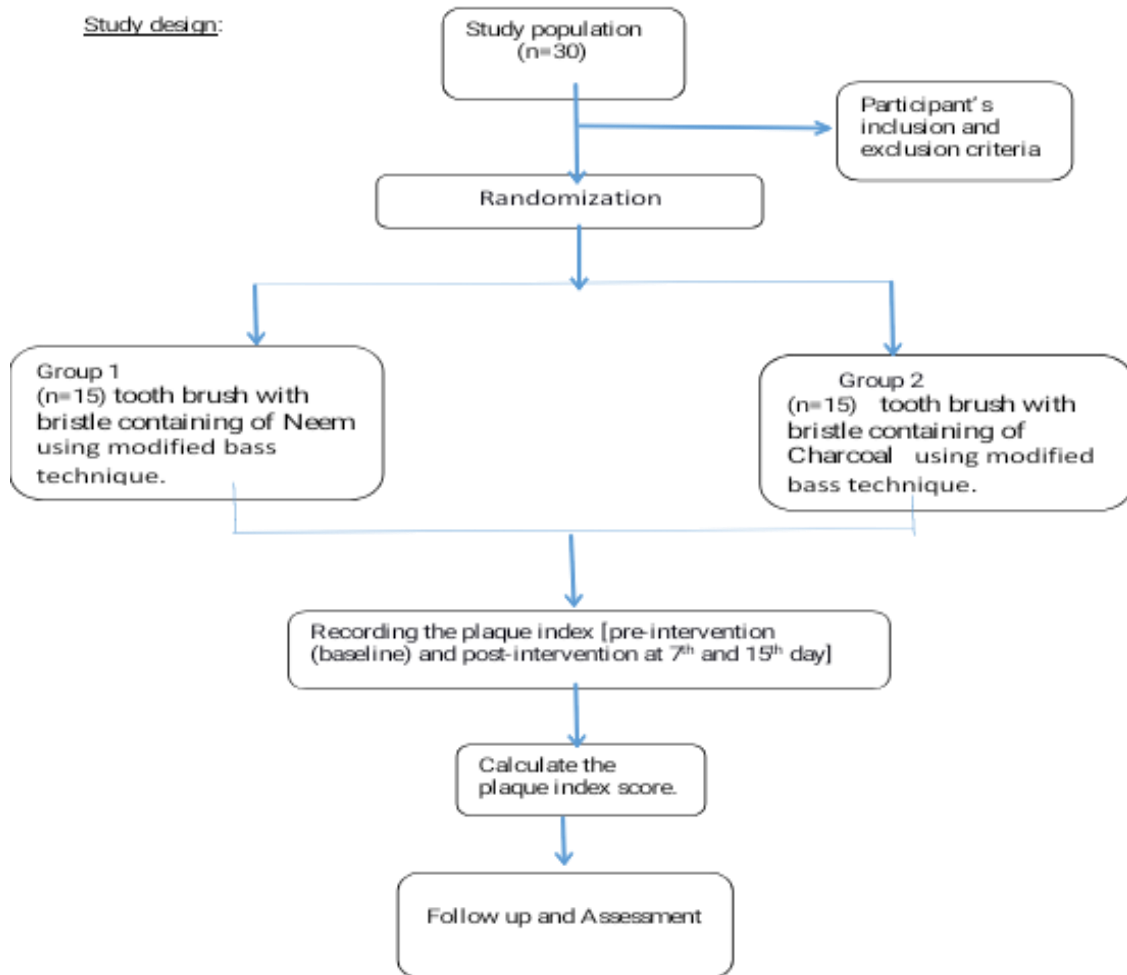 Study design:
Study population
(n=30)
Participant's
inclusion and
exclusion criteria
Randomization
Group 1
(n=15) tooth brush with
bristle containing of Neem
using modified bass
technique.
Group 2
(n=15) tooth brush with
bristle containing of
Charcoal using modified
bass technique.
Recording the plaque index [pre-intervention
(baseline) and post-intervention at 7th and 15th day]
Calculate the
plaque index score.
Follow up and Assessment